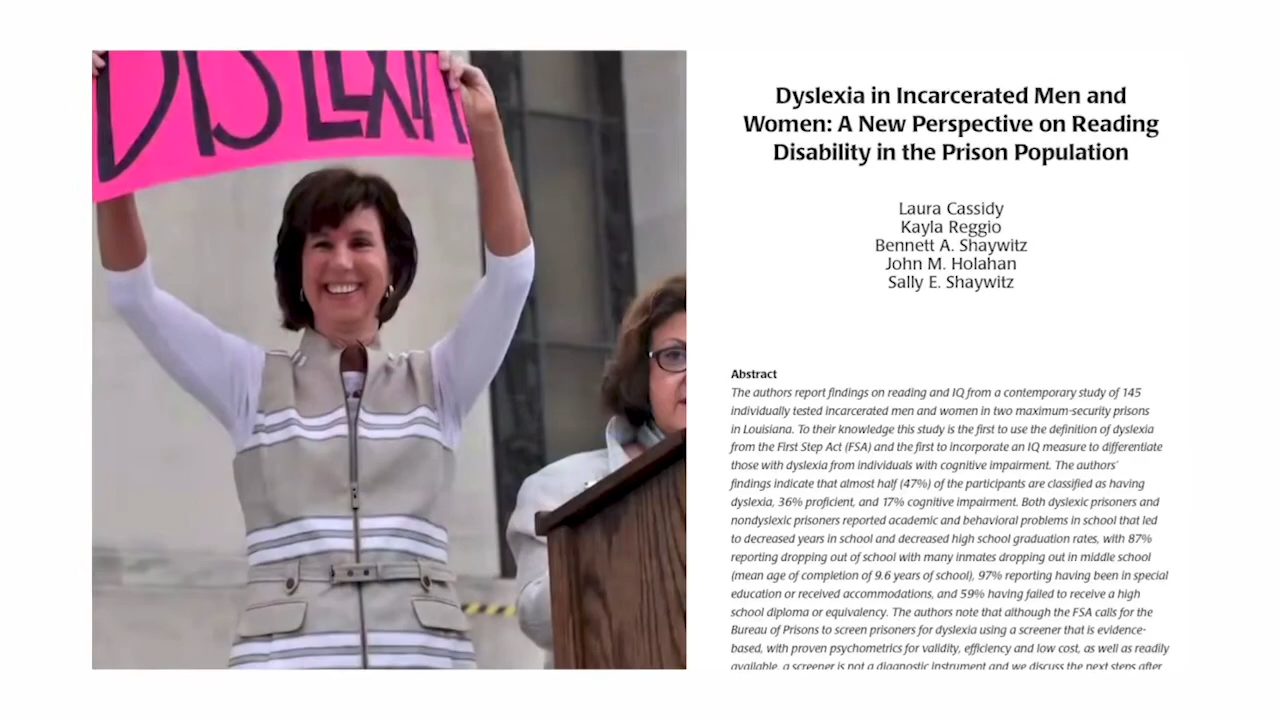 DYSLEXIA
Dyslexia in Incarcerated Men and
Women: A New Perspective on Reading
Disability in the Prison Population
Laura Cassidy
Kayla Reggio
Bennett A. Shaywitz
John M. Holahan
Sally E. Shaywitz
Abstract
The authors report findings on reading and IQ from a contemporary study of 145
individually tested incarcerated men and women in two maximum-security prisons
in Louisiana. To their knowledge this study is the first to use the definition of dyslexia
from the First Step Act (FSA) and the first to incorporate an IQ measure to differentiate
those with dyslexia from individuals with cognitive impairment. The authors'
findings indicate that almost half (47%) of the participants are classified as having
dyslexia, 36% proficient, and 17% cognitive impairment. Both dyslexic prisoners and
nondyslexic prisoners reported academic and behavioral problems in school that led
to decreased years in school and decreased high school graduation rates, with 87%
reporting dropping out of school with many inmates dropping out in middle school
(mean age of completion of 9.6 years of school), 97% reporting having been in special
education or received accommodations, and 59% having failed to receive a high
school diploma or equivalency. The authors note that although the FSA calls for the
Bureau of Prisons to screen prisoners for dyslexia using a screener that is evidence-
based, with proven psychometrics for validity, efficiency and low cost, as well as readily
available, a screener is not a diagnostic instrument and we discuss the next steps after